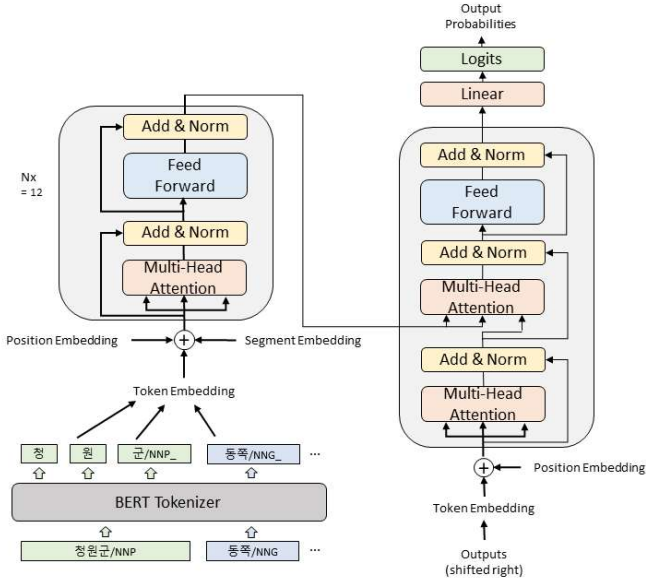 Output
Probabilities
Logits
Linear
Add & Norm
Feed
Forward
Add & Norm
Multi-Head
Attention
Add & Norm
Multi-Head
Attention
Position Embedding
Token Embedding
Outputs
(shifted right)
Nx
= 12
Add & Norm
Feed
Forward
Add & Norm
Multi-Head
Attention
Position Embedding
Segment Embedding
Token Embedding
청 원 군/NNP_ 동쪽/NNG_ ...
BERT Tokenizer
청원군/NNP 동쪽/NNG ...